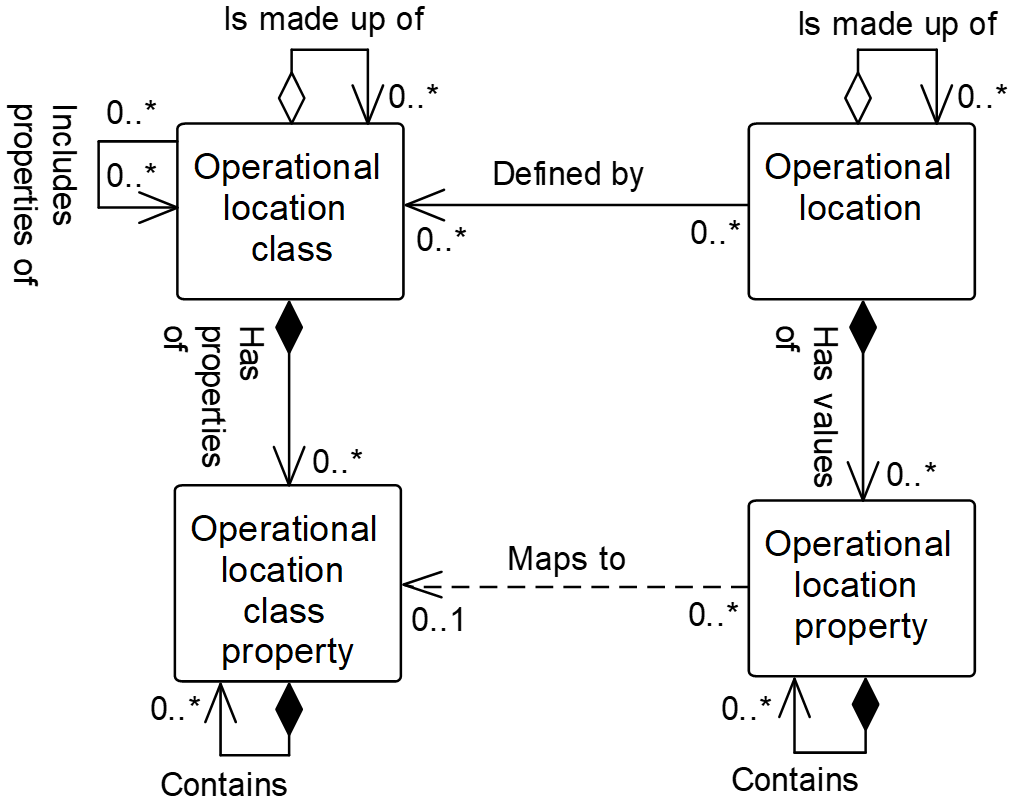 Is made up of
Is made up of
0..*
0..*
0..*
Includes
properties of
0..*
Operational
location
class
Defined by
0..*
0..*
Operational
location
Has
properties
of
0..*
Has values
of
0..*
Operational
location
class
property
Maps to
0..1
0..*
Operational
location
property
0..*
Contains
0..*
Contains